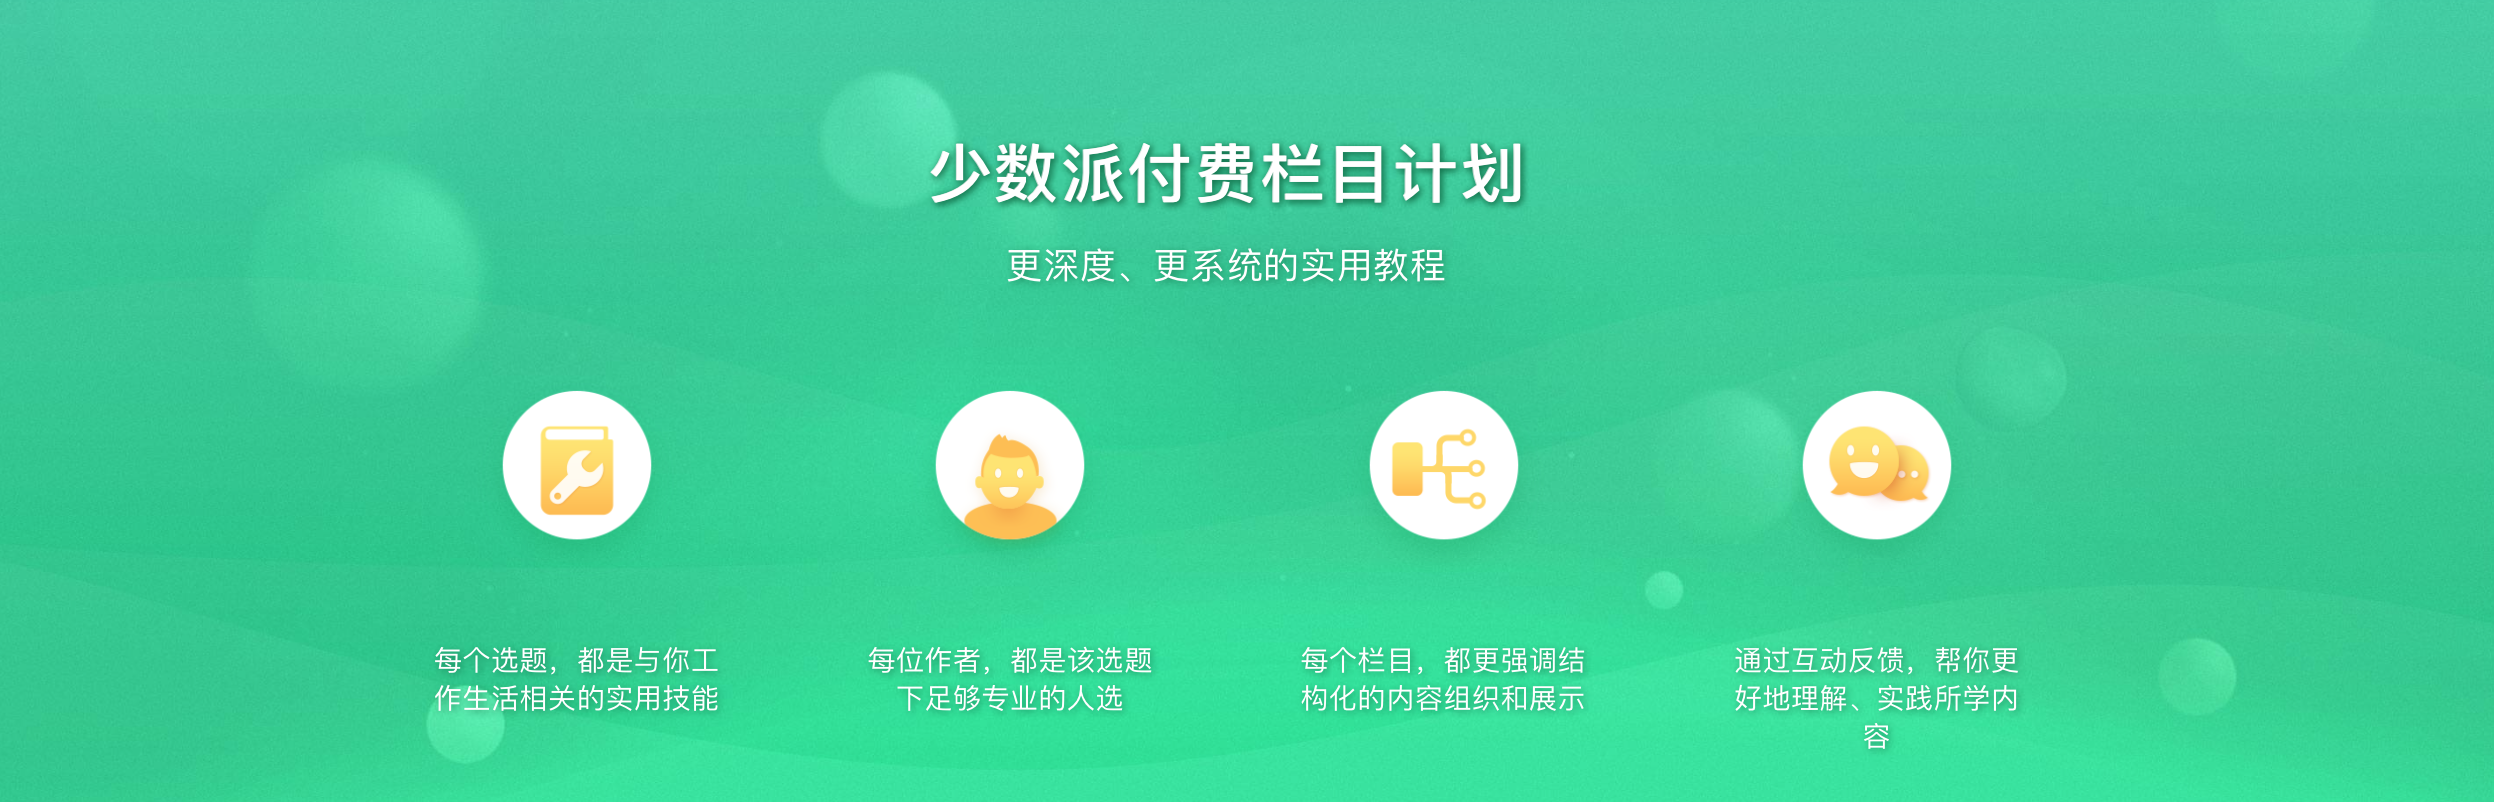 少数派付费栏目计划
更深度、更系统的实用教程
每个选题，都是与你工
作生活相关的实用技能
每位作者，都是该选题
下足够专业的人选
每个栏目，都更强调结
构化的内容组织和展示
通过互动反馈，帮你更
好地理解、实践所学内
容